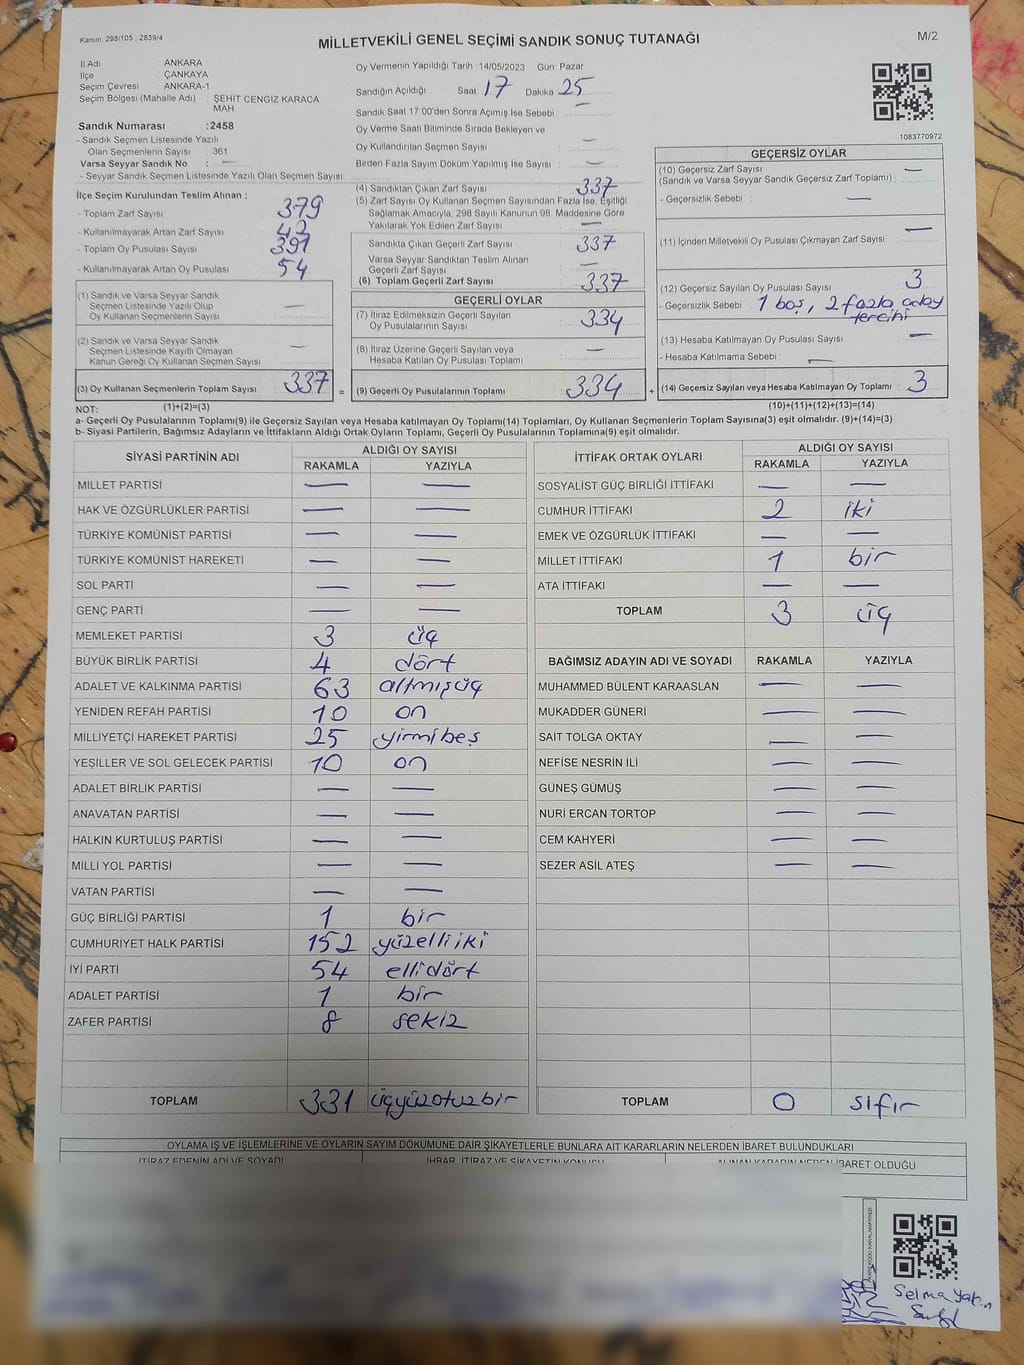 Kanun: 298/105 , 2839/4
MİLLETVEKİLİ GENEL SEÇİMİ SANDIK SONUÇ TUTANAĞI
M/2
İl Adı : ANKARA
İlçe : ÇANKAYA
Seçim Çevresi : ANKARA-1
Seçim Bölgesi (Mahalle Adı) : ŞEHİT CENGİZ KARACA
MAH.
Sandık Numarası :2458
- Sandık Seçmen Listesinde Yazılı
Olan Seçmenlerin Sayısı : 361
Varsa Seyyar Sandık No : —
- Seyyar Sandık Seçmen Listesinde Yazılı Olan Seçmen Sayısı:
Oy Vermenin Yapıldığı Tarih :14/05/2023 Gün: Pazar
Sandığın Açıldığı Saat 17 Dakika 25
Sandık Saat 17:00'den Sonra Açımış İse Sebebi : —
Oy Verme Saati Bitiminde Sırada Bekleyen ve
Oy Kullandırılan Seçmen Sayısı : —
Birden Fazla Sayım Döküm Yapılmış İse Sayısı : —
1083770972
İlçe Seçim Kurulundan Teslim Alınan ;
- Toplam Zarf Sayısı : 379
- Kullanılmayarak Artan Zarf Sayısı : 42
- Toplam Oy Pusulası Sayısı : 391
- Kullanılmayarak Artan Oy Pusulası : 54
(1) Sandık ve Varsa Seyyar Sandık
Seçmen Listesinde Yazılı Olup
Oy Kullanan Seçmenlerin Sayısı : —
(2) Sandık ve Varsa Seyyar Sandık
Seçmen Listesinde Kayıtlı Olmayan
Kanun Gereği Oy Kullanan Seçmen Sayısı : —
(3) Oy Kullanan Seçmenlerin Toplam Sayısı : 337 =
(1)+(2)=(3)
(4) Sandıktan Çıkan Zarf Sayısı : 337
(5) Zarf Sayısı Oy Kullanan Seçmen Sayısından Fazla İse, Eşitliği
Sağlamak Amacıyla, 298 Sayılı Kanunun 98. Maddesine Göre
Yakılarak Yok Edilen Zarf Sayısı : —
Sandıkta Çıkan Geçerli Zarf Sayısı : 337
Varsa Seyyar Sandıktan Teslim Alınan
Geçerli Zarf Sayısı : —
(6) Toplam Geçerli Zarf Sayısı : 337
GEÇERLİ OYLAR
(7) İtiraz Edilmeksizin Geçerli Sayılan
Oy Pusulalarının Sayısı : 334
(8) İtiraz Üzerine Geçerli Sayılan veya
Hesaba Katılan Oy Pusulası Toplamı : —
(9) Geçerli Oy Pusulalarının Toplamı : 334 +
GEÇERSİZ OYLAR
(10) Geçersiz Zarf Sayısı : —
(Sandık ve Varsa Seyyar Sandık Geçersiz Zarf Toplamı) :
- Geçersizlik Sebebi : —
(11) İçinden Milletvekili Oy Pusulası Çıkmayan Zarf Sayısı : —
(12) Geçersiz Sayılan Oy Pusulası Sayısı : 3
- Geçersizlik Sebebi : 1 boş, 2 fazla aday
tercihi
(13) Hesaba Katılmayan Oy Pusulası Sayısı : —
- Hesaba Katılmama Sebebi : —
(14) Geçersiz Sayılan veya Hesaba Katılmayan Oy Toplamı : 3
(10)+(11)+(12)+(13)=(14)
NOT:
a- Geçerli Oy Pusulalarının Toplamı(9) ile Geçersiz Sayılan veya Hesaba Katılmayan Oy Toplamı(14) Toplamları, Oy Kullanan Seçmenlerin Toplam Sayısına(3) eşit olmalıdır. (9)+(14)=(3)
b- Siyasi Partilerin, Bağımsız Adayların ve İttifakların Aldığı Ortak Oyların Toplamı, Geçerli Oy Pusulalarının Toplamına(9) eşit olmalıdır.
SİYASİ PARTİNİN ADI ALDIĞI OY SAYISI
RAKAMLA YAZIYLA
MİLLET PARTİSİ — —
HAK VE ÖZGÜRLÜKLER PARTİSİ — —
TÜRKİYE KOMÜNİST PARTİSİ — —
TÜRKİYE KOMÜNİST HAREKETİ — —
SOL PARTİ — —
GENÇ PARTİ — —
MEMLEKET PARTİSİ 3 üç
BÜYÜK BİRLİK PARTİSİ 4 dört
ADALET VE KALKINMA PARTİSİ 63 altmışüç
YENİDEN REFAH PARTİSİ 10 on
MİLLİYETÇİ HAREKET PARTİSİ 25 yirmibeş
YEŞİLLER VE SOL GELECEK PARTİSİ 10 on
ADALET BİRLİK PARTİSİ — —
ANAVATAN PARTİSİ — —
HALKIN KURTULUŞ PARTİSİ — —
MİLLİ YOL PARTİSİ — —
VATAN PARTİSİ — —
GÜÇ BİRLİĞİ PARTİSİ 1 bir
CUMHURİYET HALK PARTİSİ 152 yüzelliiki
İYİ PARTİ 54 ellidört
ADALET PARTİSİ 1 bir
ZAFER PARTİSİ 8 sekiz
TOPLAM 331 üçyüzotuzbir
İTTİFAK ORTAK OYLARI ALDIĞI OY SAYISI
RAKAMLA YAZIYLA
SOSYALİST GÜÇ BİRLİĞİ İTTİFAKI — —
CUMHUR İTTİFAKI 2 iki
EMEK VE ÖZGÜRLÜK İTTİFAKI — —
MİLLET İTTİFAKI 1 bir
ATA İTTİFAKI — —
TOPLAM 3 üç
BAĞIMSIZ ADAYIN ADI VE SOYADI RAKAMLA YAZIYLA
MUHAMMED BÜLENT KARAASLAN — —
MUKADDER GÜNERİ — —
SAİT TOLGA OKTAY — —
NEFİSE NESRİN İLİ — —
GÜNEŞ GÜMÜŞ — —
NURİ ERCAN TORTOP — —
CEM KAHYERİ — —
SEZER ASİL ATEŞ — —
TOPLAM 0 sıfır
OYLAMA İŞ VE İŞLEMLERİNE VE OYLARIN SAYIM DÖKÜMÜNE DAİR ŞİKAYETLERLE BUNLARA AİT KARARLARIN NELERDEN İBARET BULUNDUKLARI
İTİRAZ EDENİN ADI VE SOYADI İHBAR, İTİRAZ VE ŞİKAYETİN KONUSU ALINAN KARARIN NEDEN İBARET OLDUĞU
Selma Yakın